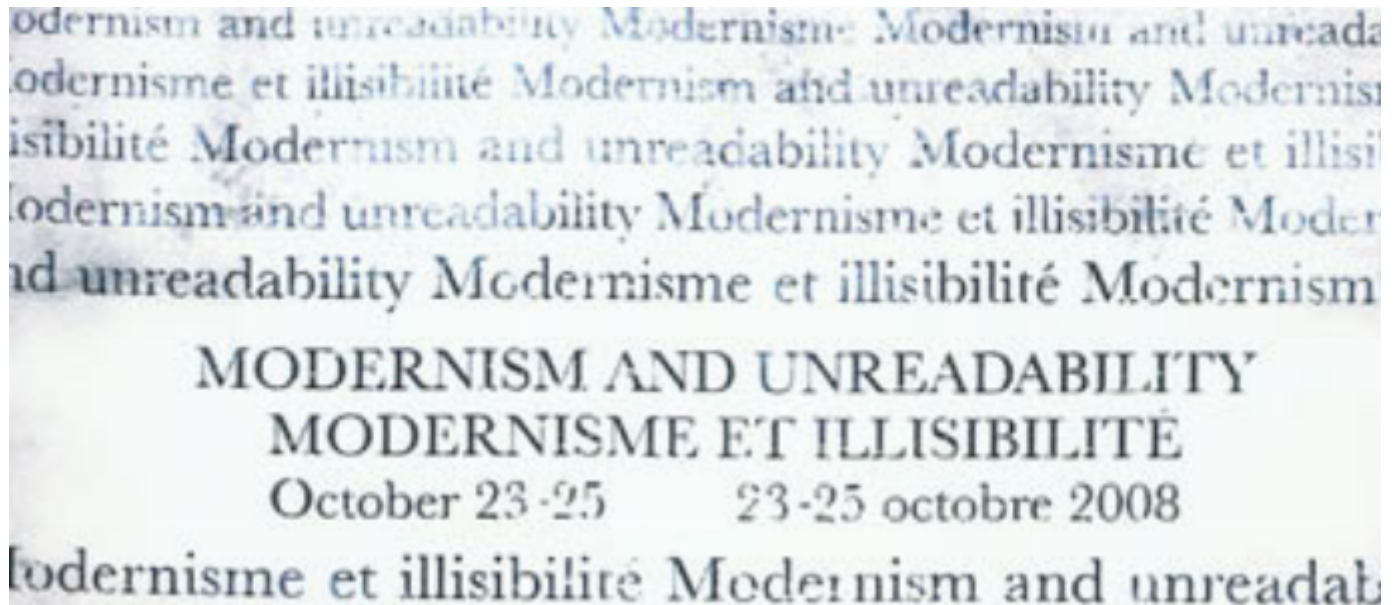 odernism and unreadability Modernisme Modernism and unreada
odernisme et illisibilité Modernism and unreadability Modernis
isibilité Modernism and unreadability Modernisme et illisi
odernism and unreadability Modernisme et illisibilité Moder
nd unreadability Modernisme et illisibilité Modernism
MODERNISM AND UNREADABILITY
MODERNISME ET ILLISIBILITÉ
October 23-25 23-25 octobre 2008
odernisme et illisibilité Modernism and unreadab